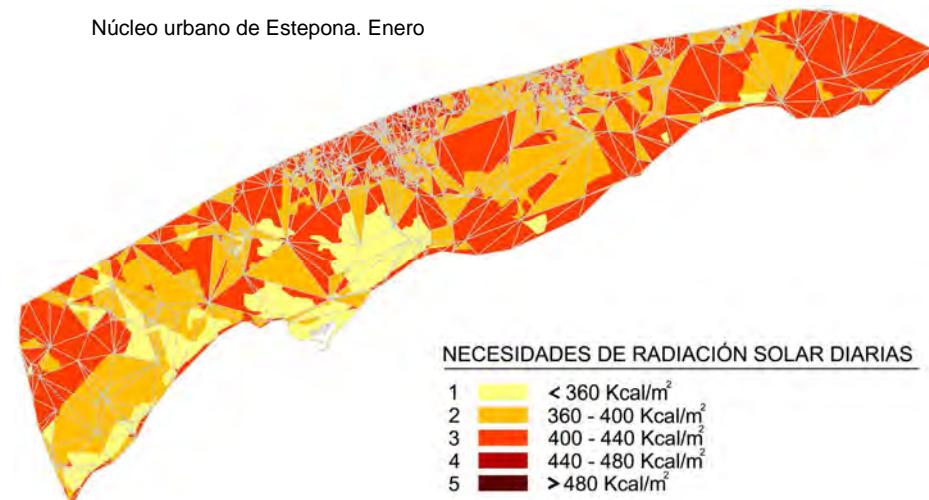 Núcleo urbano de Estepona. Enero
NECESIDADES DE RADIACIÓN SOLAR DIARIAS
1 < 360 Kcal/m²
2 360 - 400 Kcal/m²
3 400 - 440 Kcal/m²
4 440 - 480 Kcal/m²
5 > 480 Kcal/m²